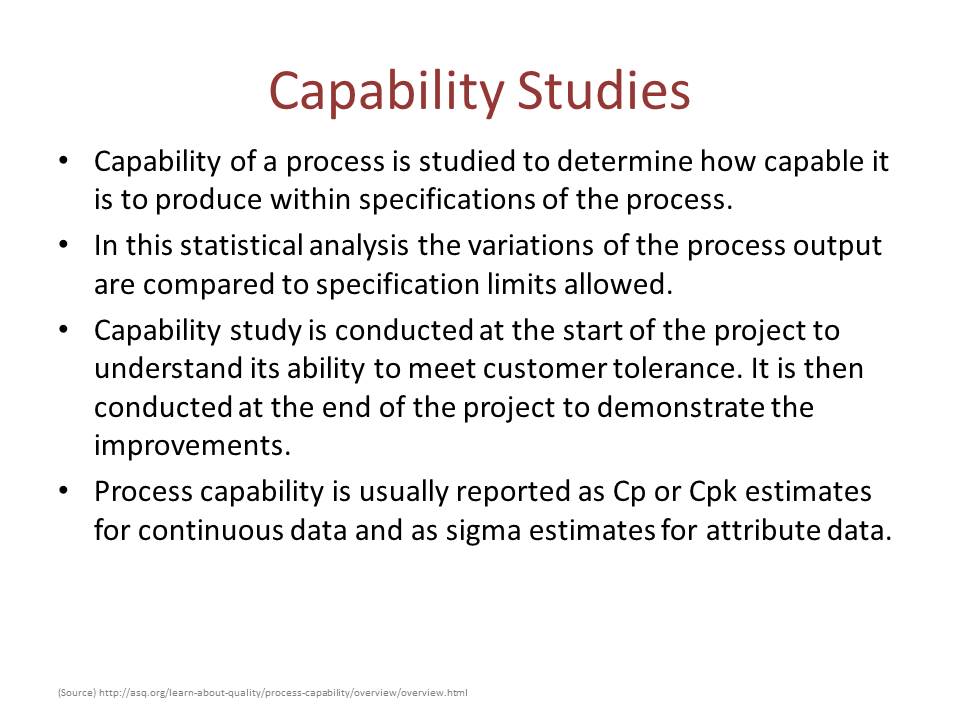 Capability Studies
• Capability of a process is studied to determine how capable it
is to produce within specifications of the process.
• In this statistical analysis the variations of the process output
are compared to specification limits allowed.
• Capability study is conducted at the start of the project to
understand its ability to meet customer tolerance. It is then
conducted at the end of the project to demonstrate the
improvements.
• Process capability is usually reported as Cp or Cpk estimates
for continuous data and as sigma estimates for attribute data.
(Source) http://asq.org/learn-about-quality/process-capability/overview/overview.html